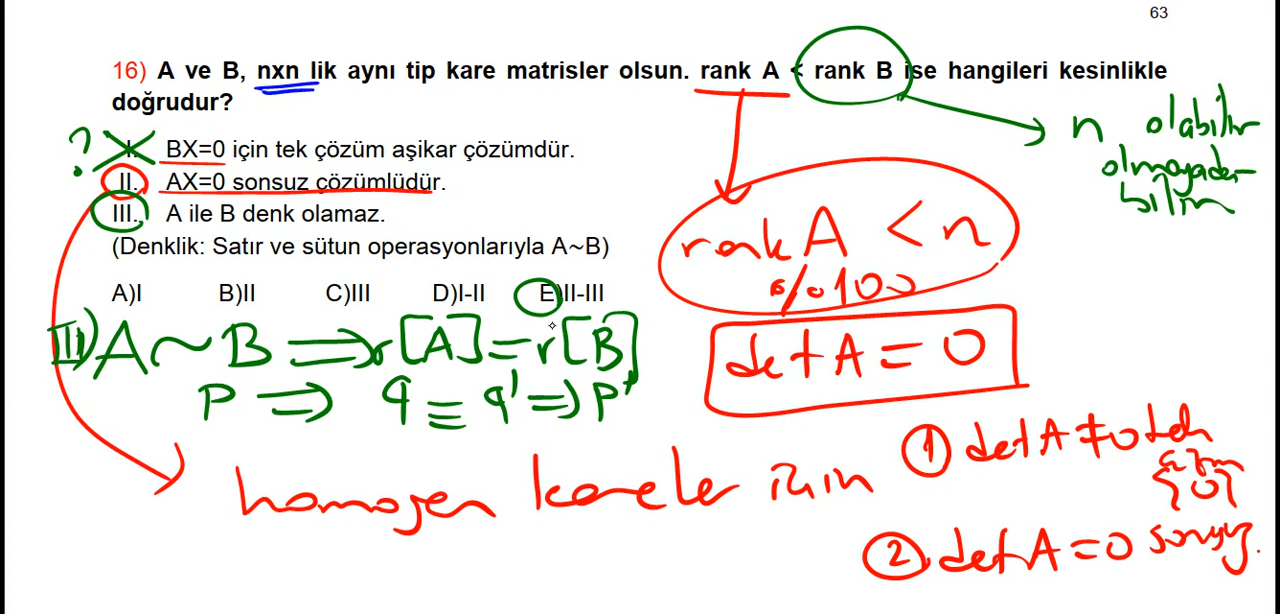 63
16) A ve B, nxn lik aynı tip kare matrisler olsun. rank A < rank B ise hangileri kesinlikle
doğrudur?
? I. BX=0 için tek çözüm aşikar çözümdür.
II. AX=0 sonsuz çözümlüdür.
III. A ile B denk olamaz.
(Denklik: Satır ve sütun operasyonlarıyla A~B)
A)I B)II C)III D)I-II E)II-III
n olabilir
olmayada
bilir
rank A < n
%100
det A = 0
III) A ~ B ⟹ r[A] = r[B]
p ⟹ q ≡ q' ⟹ p'
homojen kareler için
① det A ≠ 0 tek
çözüm
{0}
② det A = 0 sonsuz.